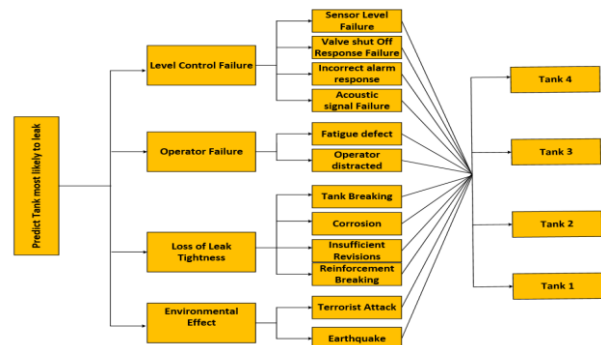 Predict Tank most likely to leak
Level Control Failure
Operator Failure
Loss of Leak
Tightness
Environmental
Effect
Sensor Level
Failure
Valve shut Off
Response Failure
Incorrect alarm
response
Acoustic
signal Failure
Fatigue defect
Operator
distracted
Tank Breaking
Corrosion
Insufficient
Revisions
Reinforcement
Breaking
Terrorist Attack
Earthquake
Tank 4
Tank 3
Tank 2
Tank 1